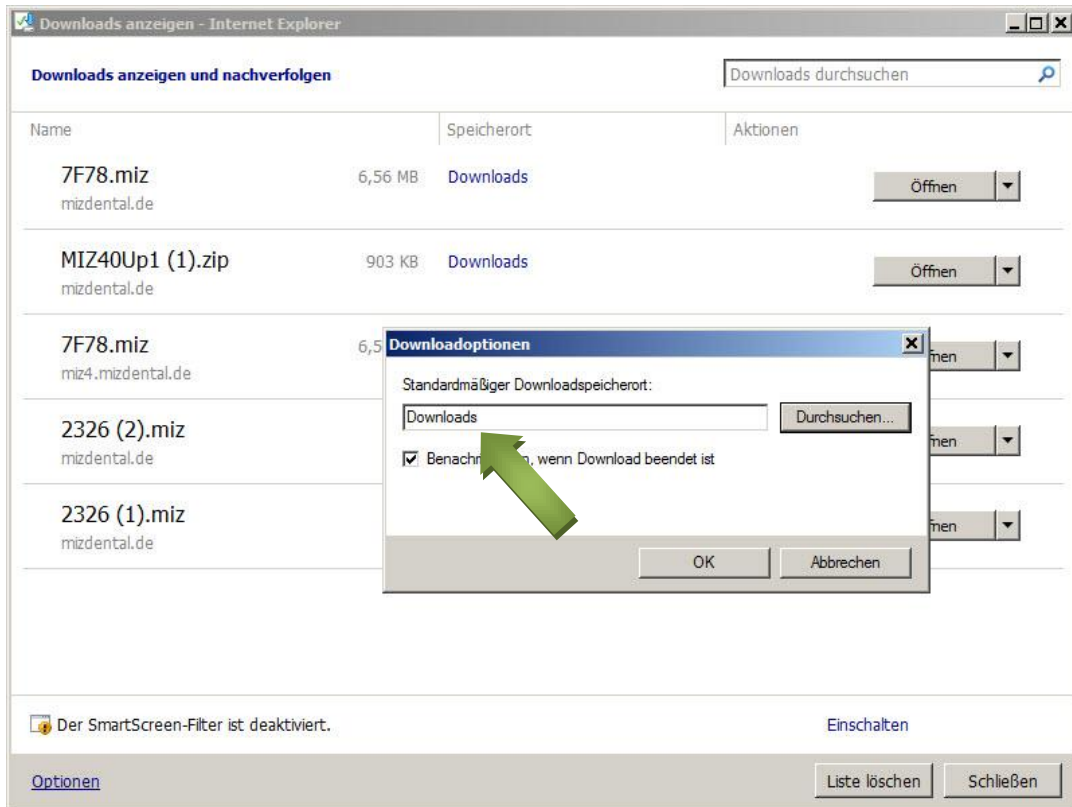 Downloads anzeigen - Internet Explorer
Downloads anzeigen und nachverfolgen
Downloads durchsuchen
Name Speicherort Aktionen
7F78.miz 6,56 MB Downloads Öffnen
mizdental.de
MIZ40Up1 (1).zip 903 KB Downloads Öffnen
mizdental.de
7F78.miz 6,5
miz4.mizdental.de
2326 (2).miz
mizdental.de
2326 (1).miz
mizdental.de
Downloadoptionen
Standardmäßiger Downloadspeicherort:
Downloads Durchsuchen...
wenn Download beendet ist
OK Abbrechen
Der SmartScreen-Filter ist deaktiviert. Einschalten
Optionen Liste löschen Schließen